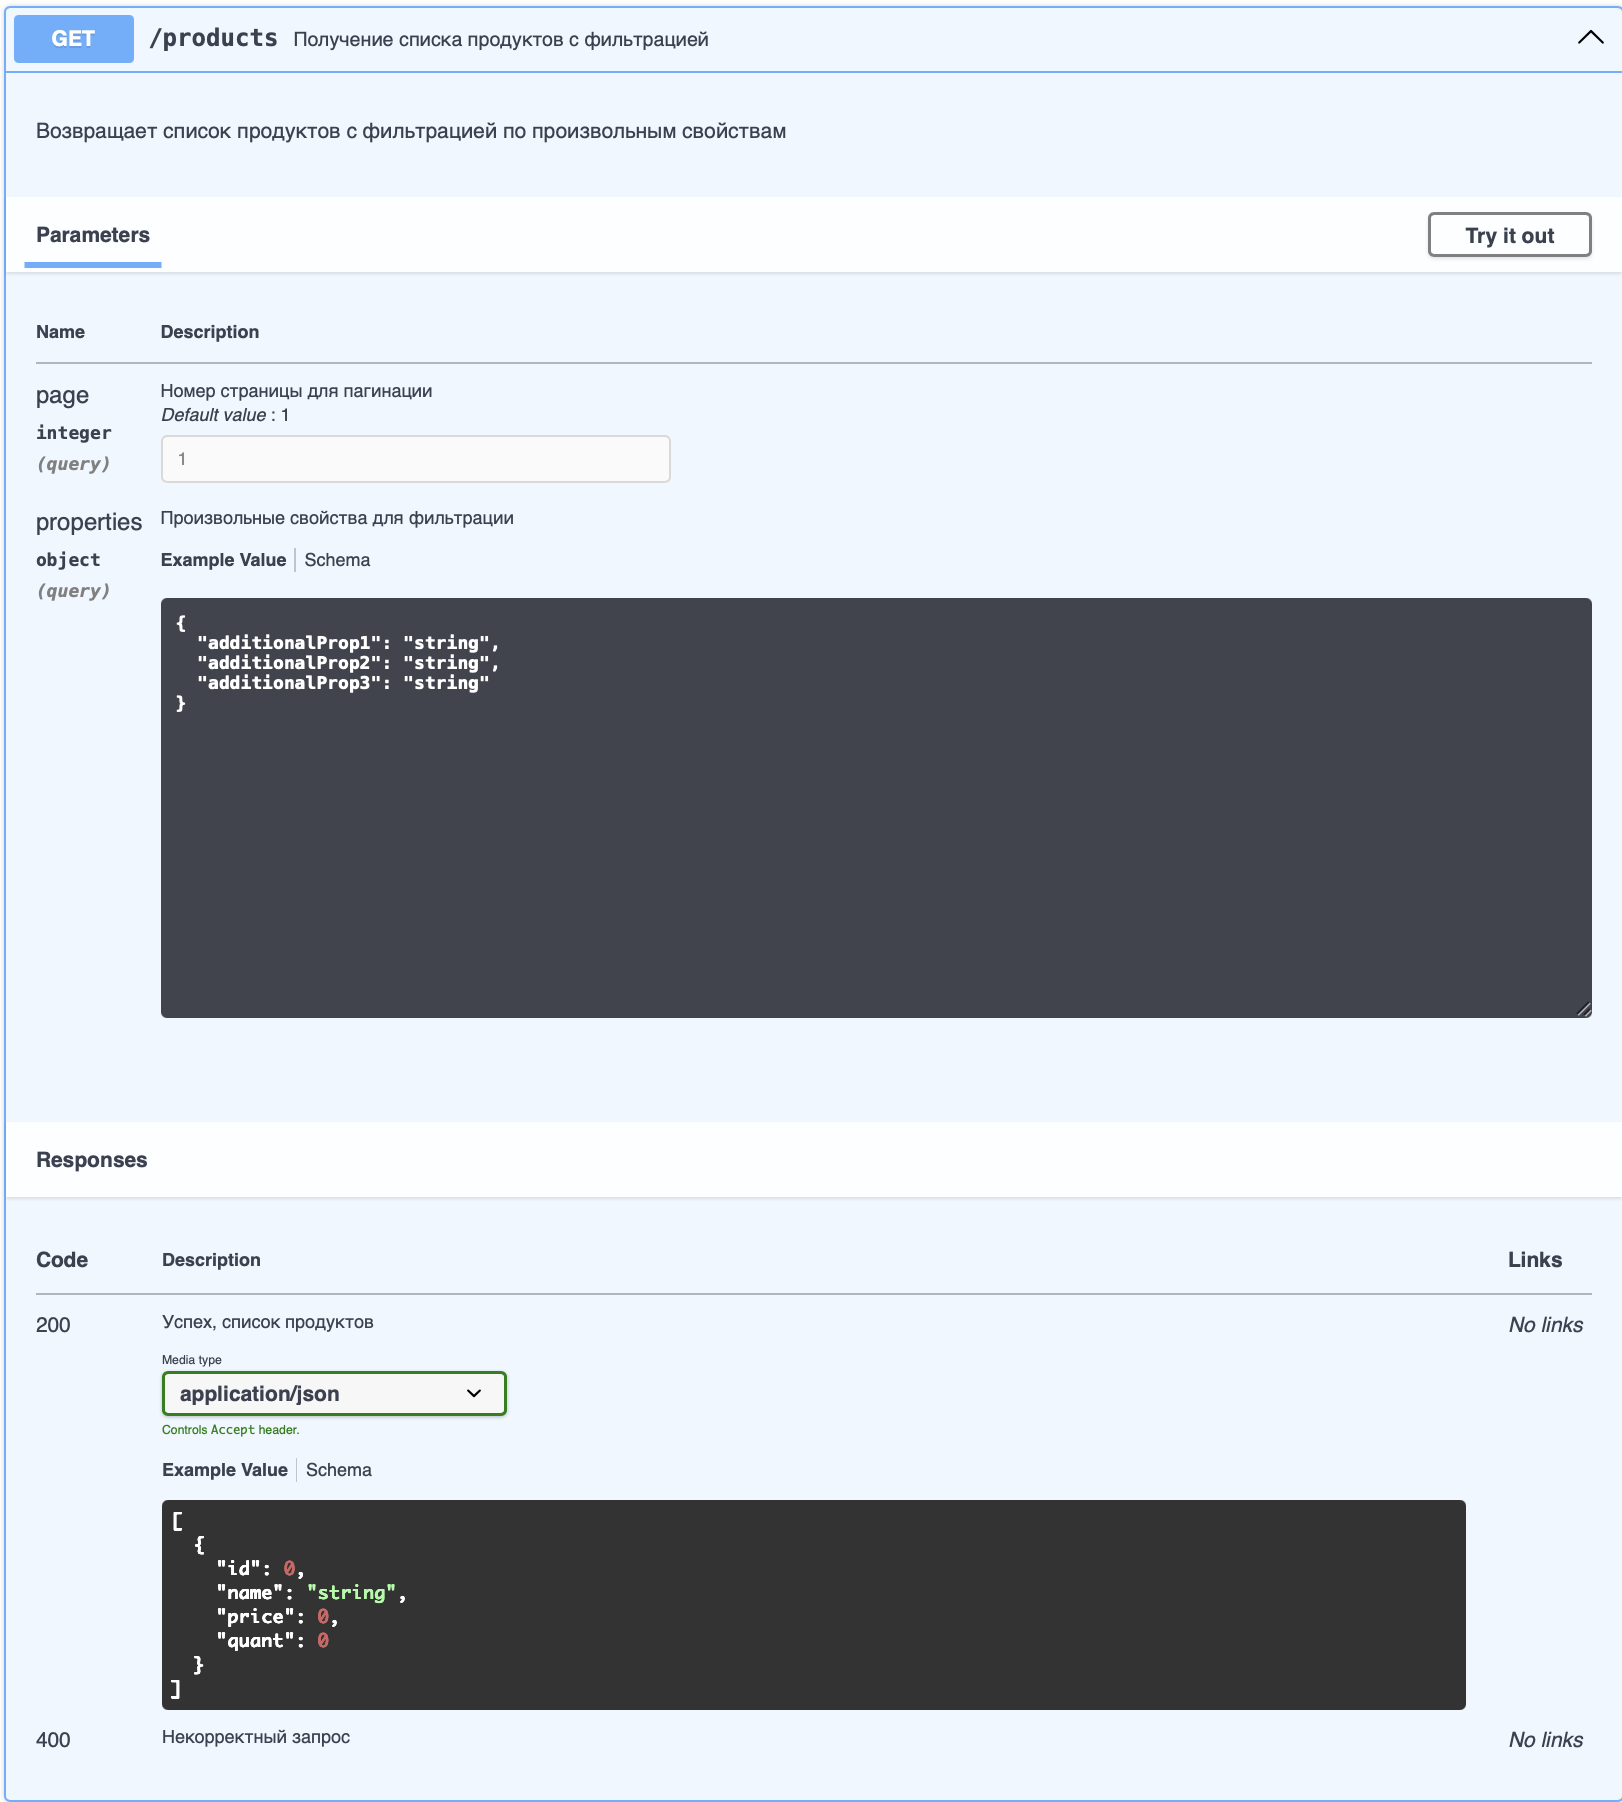 GET /products Получение списка продуктов с фильтрацией
Возвращает список продуктов с фильтрацией по произвольным свойствам
Parameters
Try it out
Name Description
page
integer
(query)
Номер страницы для пагинации
Default value : 1
1
properties
object
(query)
Произвольные свойства для фильтрации
Example Value Schema
{
  "additionalProp1": "string",
  "additionalProp2": "string",
  "additionalProp3": "string"
}
Responses
Code Description Links
200 Успех, список продуктов No links
Media type
application/json
Controls Accept header.
Example Value Schema
[
  {
    "id": 0,
    "name": "string",
    "price": 0,
    "quant": 0
  }
]
400 Некорректный запрос No links